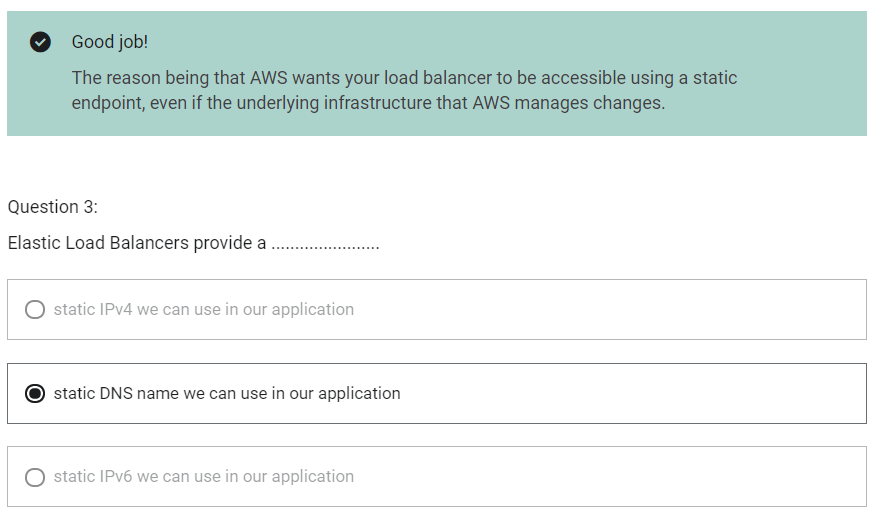 Good job!
The reason being that AWS wants your load balancer to be accessible using a static
endpoint, even if the underlying infrastructure that AWS manages changes.
Question 3:
Elastic Load Balancers provide a .......................
static IPv4 we can use in our application
static DNS name we can use in our application
static IPv6 we can use in our application